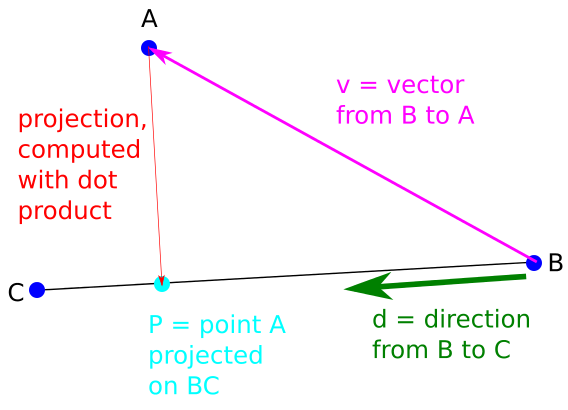 A
v = vector
from B to A
projection,
computed
with dot
product
B
C
P = point A
projected
on BC
d = direction
from B to C